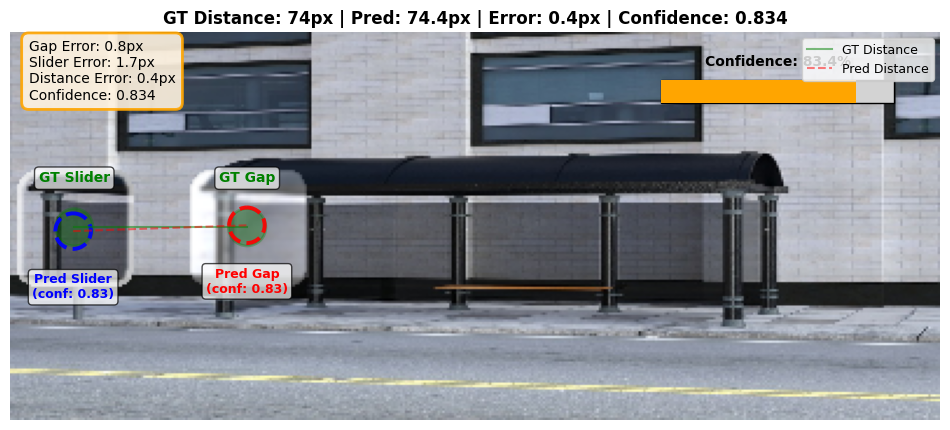 GT Distance: 74px | Pred: 74.4px | Error: 0.4px | Confidence: 0.834
Gap Error: 0.8px
Slider Error: 1.7px
Distance Error: 0.4px
Confidence: 0.834
Confidence: 83.4%
GT Distance
Pred Distance
GT Slider
GT Gap
Pred Slider
(conf: 0.83)
Pred Gap
(conf: 0.83)